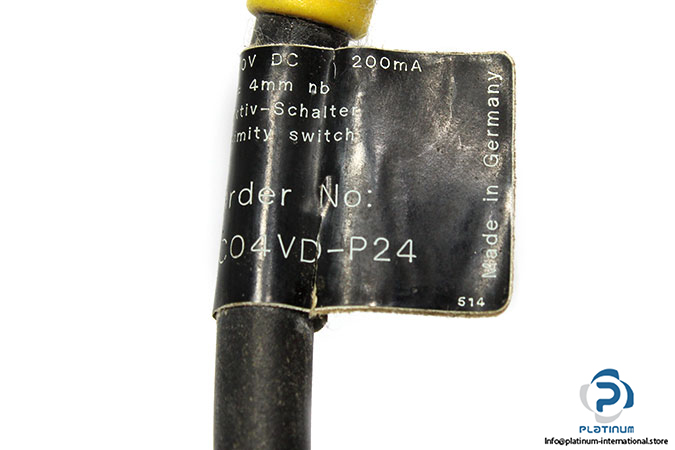 0V DC 200mA
4mm nb
tiv-Schalter
imity switch
rder No:
C04VD-P24
Made in Germany
514
PLATINUM
Info@platinum-international.store